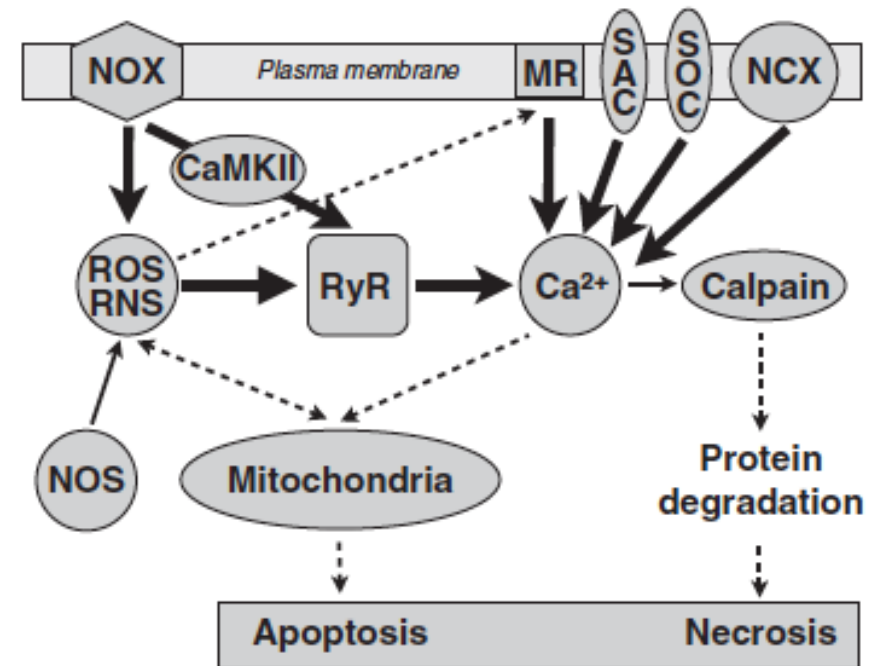 NOX
Plasma membrane
MR
SAC
SOC
NCX
CaMKII
ROS
RNS
RyR
Ca²⁺
Calpain
NOS
Mitochondria
Protein
degradation
Apoptosis
Necrosis